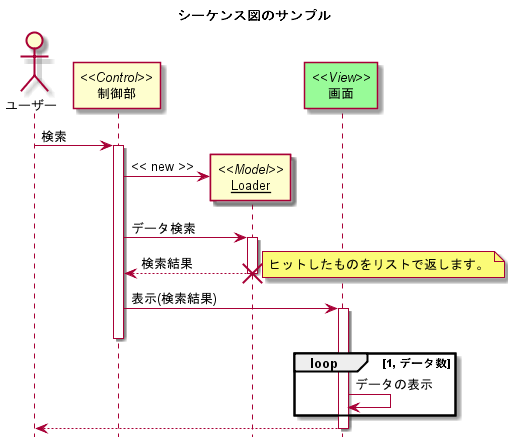 シーケンス図のサンプル
ユーザー
<<Control>>
制御部
<<View>>
画面
検索
<< new >>
<<Model>>
Loader
データ検索
検索結果
ヒットしたものをリストで返します。
表示(検索結果)
loop
[1, データ数]
データの表示